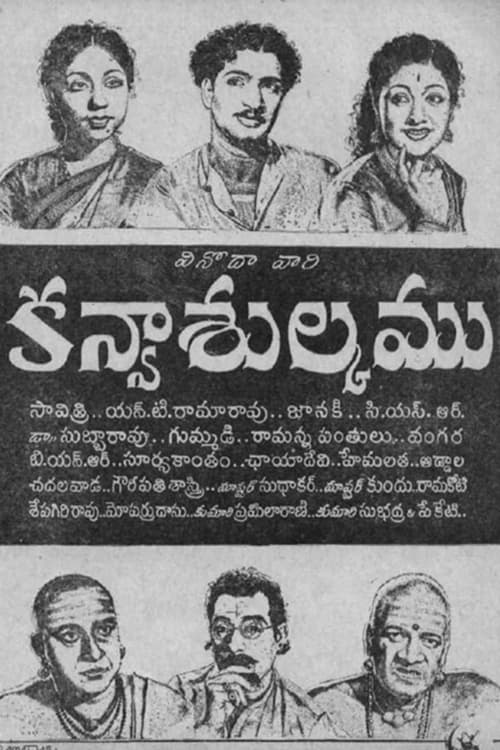 వినోదా వారి
కన్యాశుల్కము
సావిత్రి.. యన్.టి.రామారావు.. జానకి.. సి.యస్. ఆర్.
డా॥ సుబ్బారావు.. గుమ్మడి.. రామన్న పంతులు.. వంగర
బి.యన్.ఆర్..సూర్యకాంతం..ఛాయాదేవి..హేమలత..అడ్డాల
చదలవాడ..గౌరపతి శాస్త్రి..మాస్టర్ సుధాకర్..మాస్టర్ కుందు.రామకోటి
శేషగిరిరావు..మోపర్రుదాసు..కుమారి ప్రమీలారాణి..కుమారి సుభద్ర & పేకేటి..